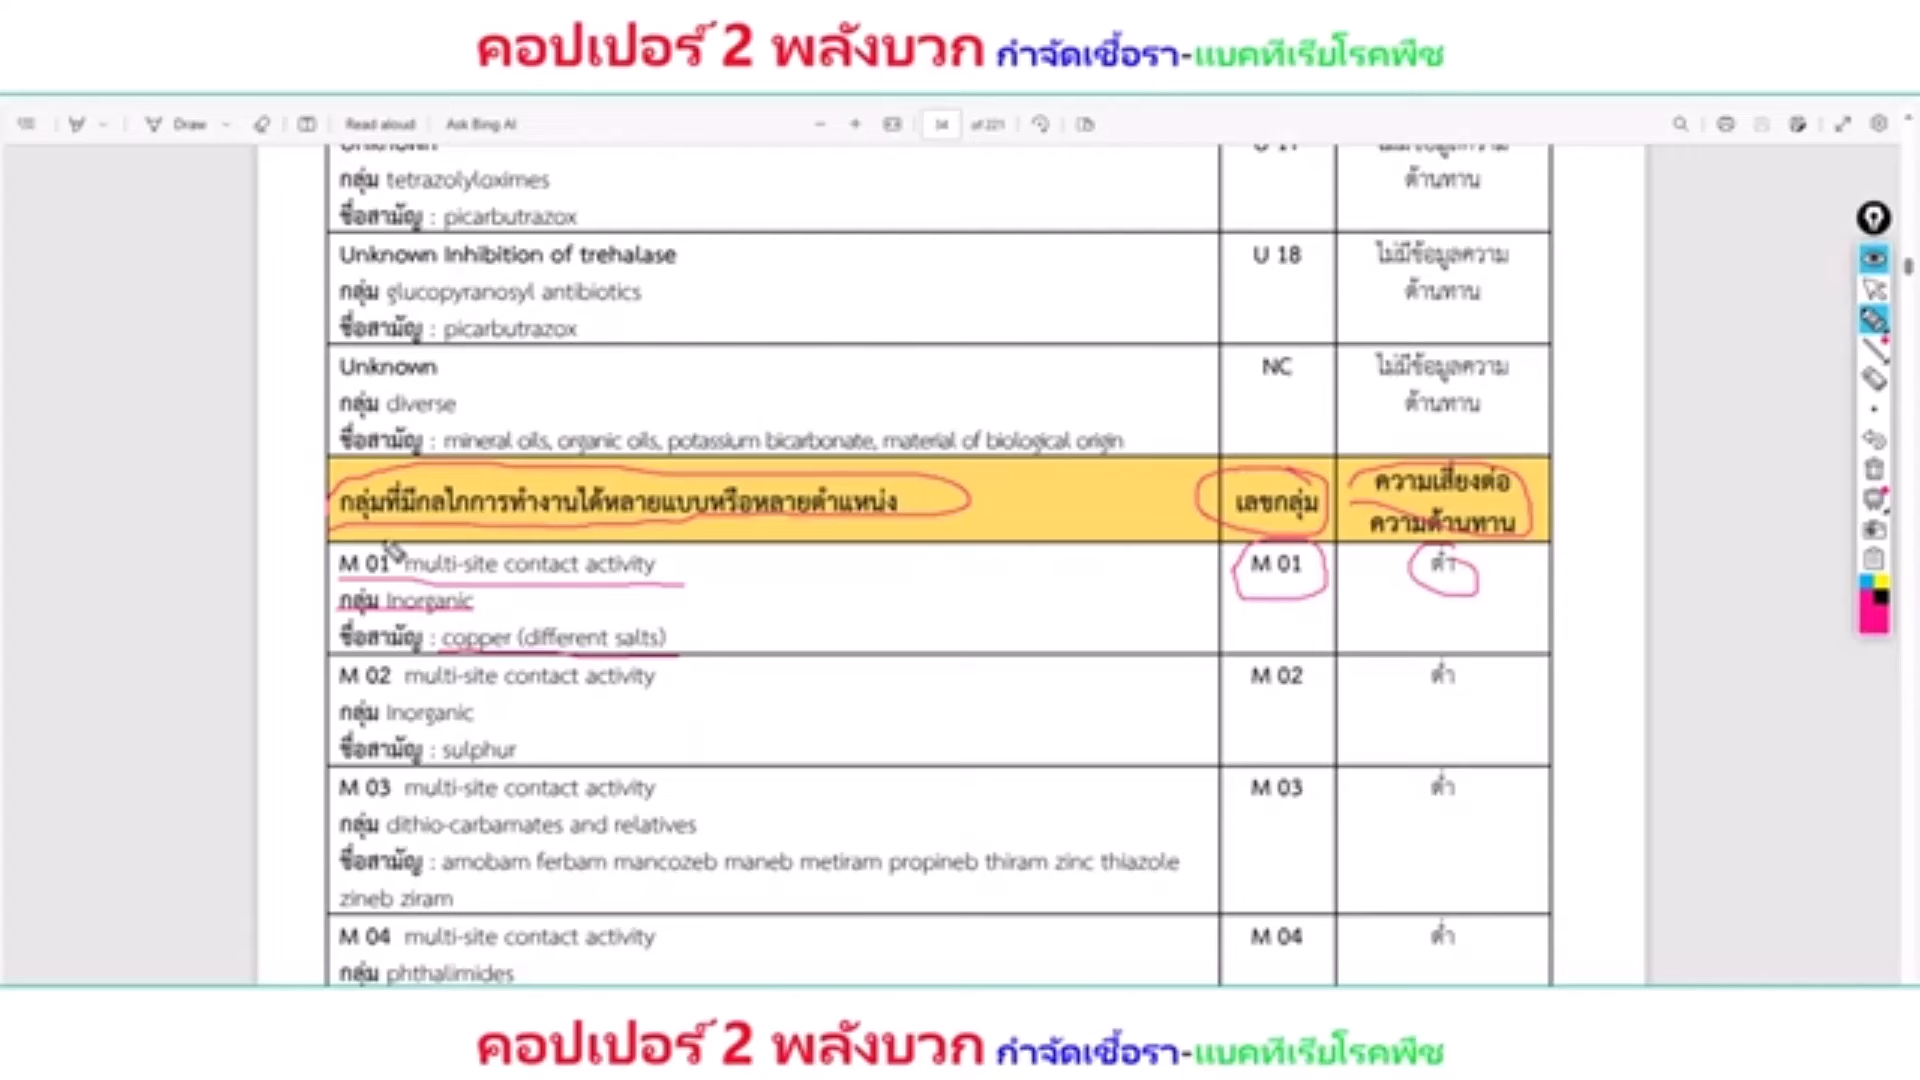 คอปเปอร์ 2 พลังบวก กำจัดเชื้อรา-แบคทีเรียโรคพืช
Draw Read aloud Ask Bing AI 34 of 221
Unknown U 17
กลุ่ม tetrazolyloximes ต้านทาน
ชื่อสามัญ : picarbutrazox
Unknown Inhibition of trehalase U 18 ไม่มีข้อมูลความ
กลุ่ม glucopyranosyl antibiotics ต้านทาน
ชื่อสามัญ : picarbutrazox
Unknown NC ไม่มีข้อมูลความ
กลุ่ม diverse ต้านทาน
ชื่อสามัญ : mineral oils, organic oils, potassium bicarbonate, material of biological origin
กลุ่มที่มีกลไกการทำงานได้หลายแบบหรือหลายตำแหน่ง เลขกลุ่ม ความเสี่ยงต่อ
ความต้านทาน
M 01 multi-site contact activity M 01 ต่ำ
กลุ่ม Inorganic
ชื่อสามัญ : copper (different salts)
M 02 multi-site contact activity M 02 ต่ำ
กลุ่ม Inorganic
ชื่อสามัญ : sulphur
M 03 multi-site contact activity M 03 ต่ำ
กลุ่ม dithio-carbamates and relatives
ชื่อสามัญ : amobam ferbam mancozeb maneb metiram propineb thiram zinc thiazole
zineb ziram
M 04 multi-site contact activity M 04 ต่ำ
กลุ่ม phthalimides
คอปเปอร์ 2 พลังบวก กำจัดเชื้อรา-แบคทีเรียโรคพืช